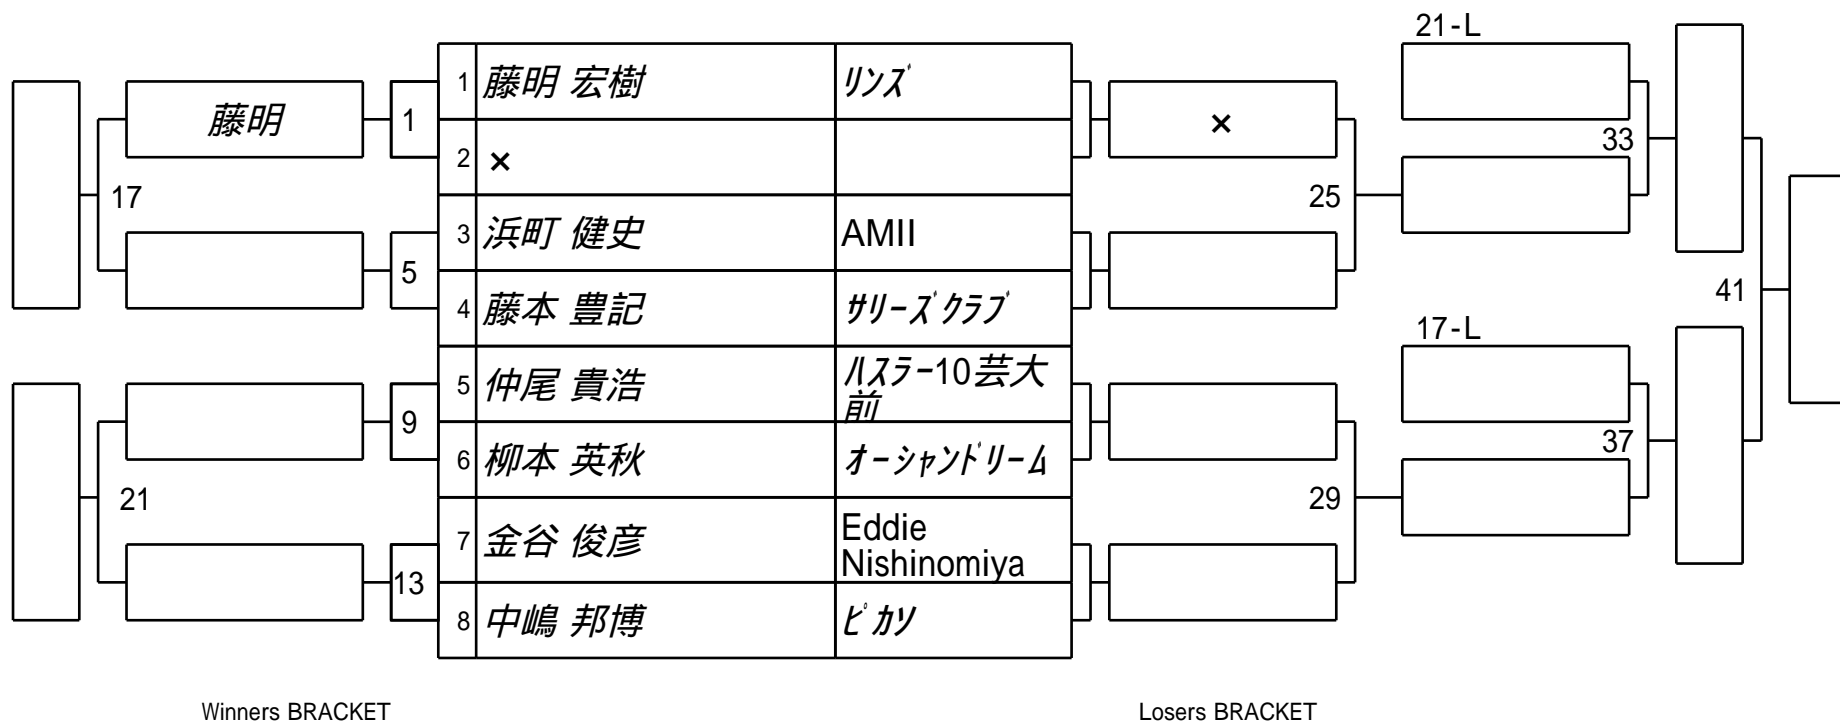 21-L
1 藤明 宏樹 リンズ
藤明 1 ×
33
2 ×
17 25
3 浜町 健史 AMII
5
4 藤本 豊記 サリーズクラブ
41
17-L
5 仲尾 貴浩 ハスラー10芸大
前
9
37
6 柳本 英秋 オーシャンドリーム
21 29
7 金谷 俊彦 Eddie
Nishinomiya
13
8 中嶋 邦博 ピカソ
Winners BRACKET Losers BRACKET